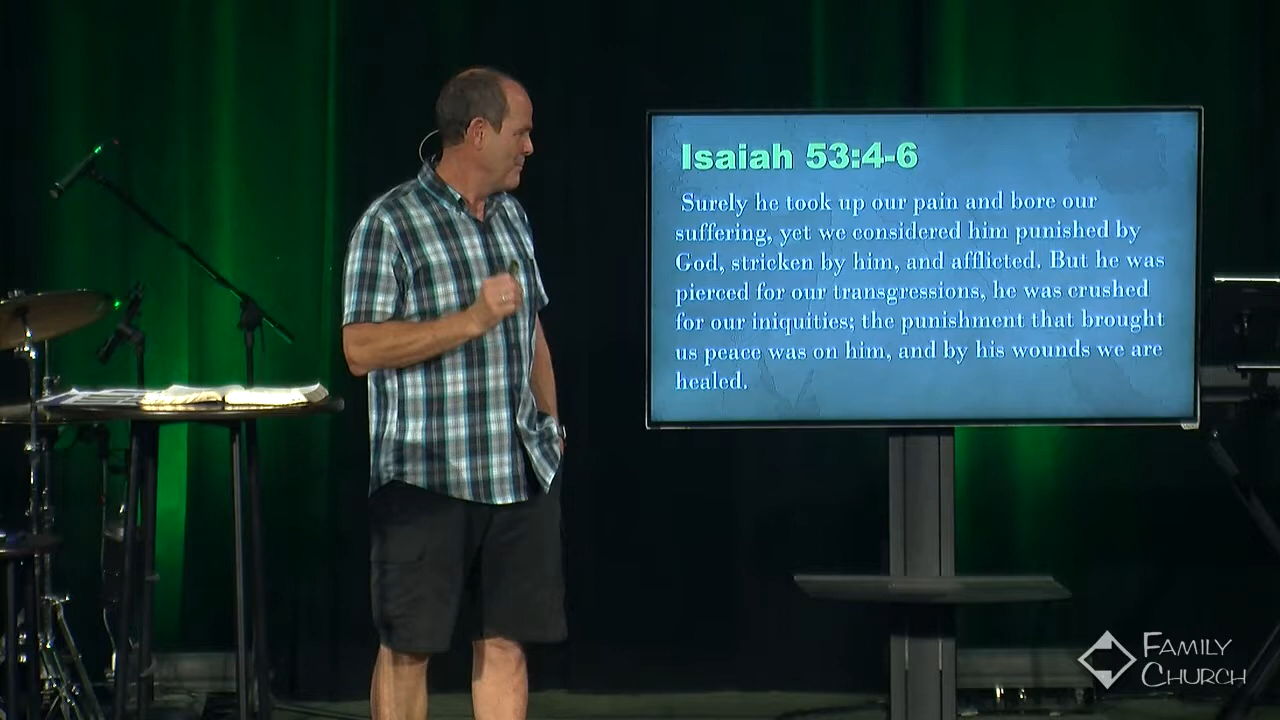 Isaiah 53:4-6
Surely he took up our pain and bore our
suffering, yet we considered him punished by
God, stricken by him, and afflicted. But he was
pierced for our transgressions, he was crushed
for our iniquities; the punishment that brought
us peace was on him, and by his wounds we are
healed.
FAMILY
CHURCH